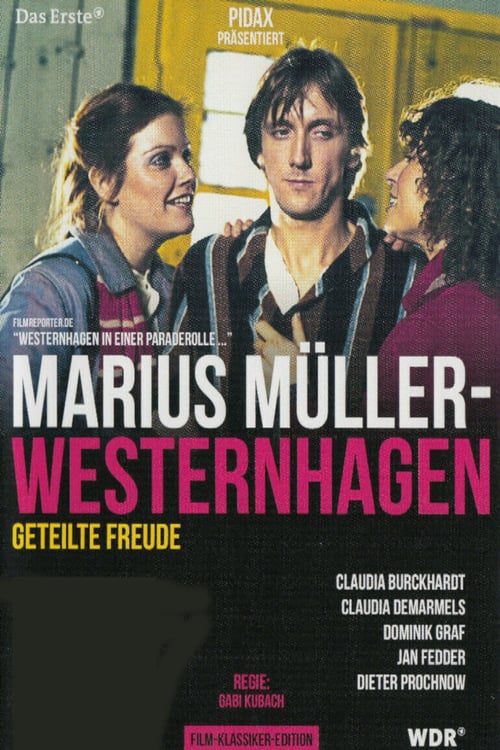 Das Erste
PIDAX
PRÄSENTIERT
FILMREPORTER.DE
"WESTERNHAGEN IN EINER PARADEROLLE ..."
MARIUS MÜLLER-
WESTERNHAGEN
GETEILTE FREUDE
CLAUDIA BURCKHARDT
CLAUDIA DEMARMELS
DOMINIK GRAF
JAN FEDDER
DIETER PROCHNOW
REGIE:
GABI KUBACH
FILM-KLASSIKER-EDITION
WDR